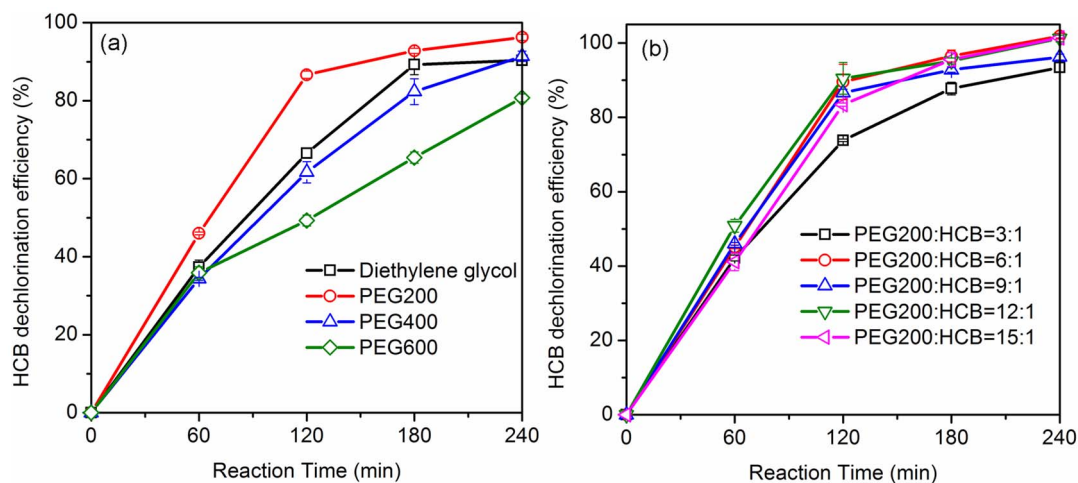 (a)
HCB dechlorination efficiency (%)
100
80
60
40
20
0
Diethylene glycol
PEG200
PEG400
PEG600
0 60 120 180 240
Reaction Time (min)
(b)
HCB dechlorination efficiency (%)
100
80
60
40
20
0
PEG200:HCB=3:1
PEG200:HCB=6:1
PEG200:HCB=9:1
PEG200:HCB=12:1
PEG200:HCB=15:1
0 60 120 180 240
Reaction Time (min)